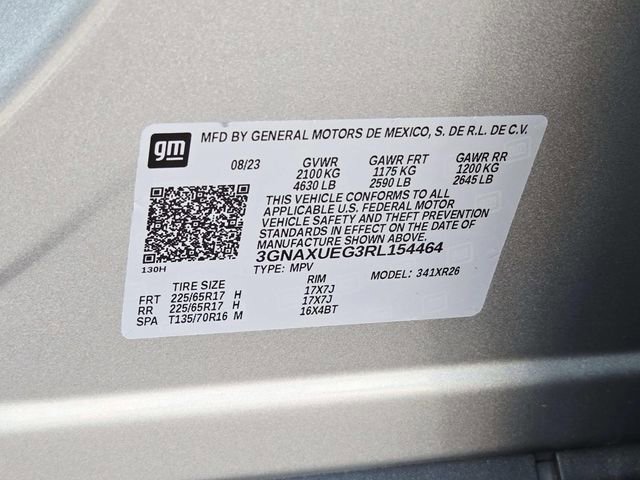 gm
MFD BY GENERAL MOTORS DE MEXICO, S. DE R.L. DE C.V.
08/23 GVWR GAWR FRT GAWR RR
2100 KG 1175 KG 1200 KG
4630 LB 2590 LB 2645 LB
THIS VEHICLE CONFORMS TO ALL
APPLICABLE U.S. FEDERAL MOTOR
VEHICLE SAFETY AND THEFT PREVENTION
STANDARDS IN EFFECT ON THE DATE OF
MANUFACTURE SHOWN ABOVE.
3GNAXUEG3RL154464
130H
TYPE: MPV MODEL: 341XR26
TIRE SIZE RIM
FRT 225/65R17 H 17X7J
RR 225/65R17 H 17X7J
SPA T135/70R16 M 16X4BT